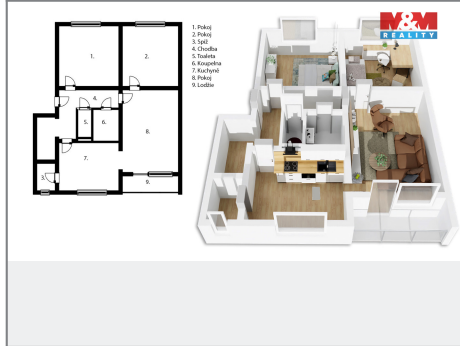 1. Pokoj
2. Pokoj
3. Spíž
4. Chodba
5. Toaleta
6. Koupelna
7. Kuchyně
8. Pokoj
9. Lodžie
M&M
REALITY
1.
2.
4.
5.
6.
8.
7.
3.
9.